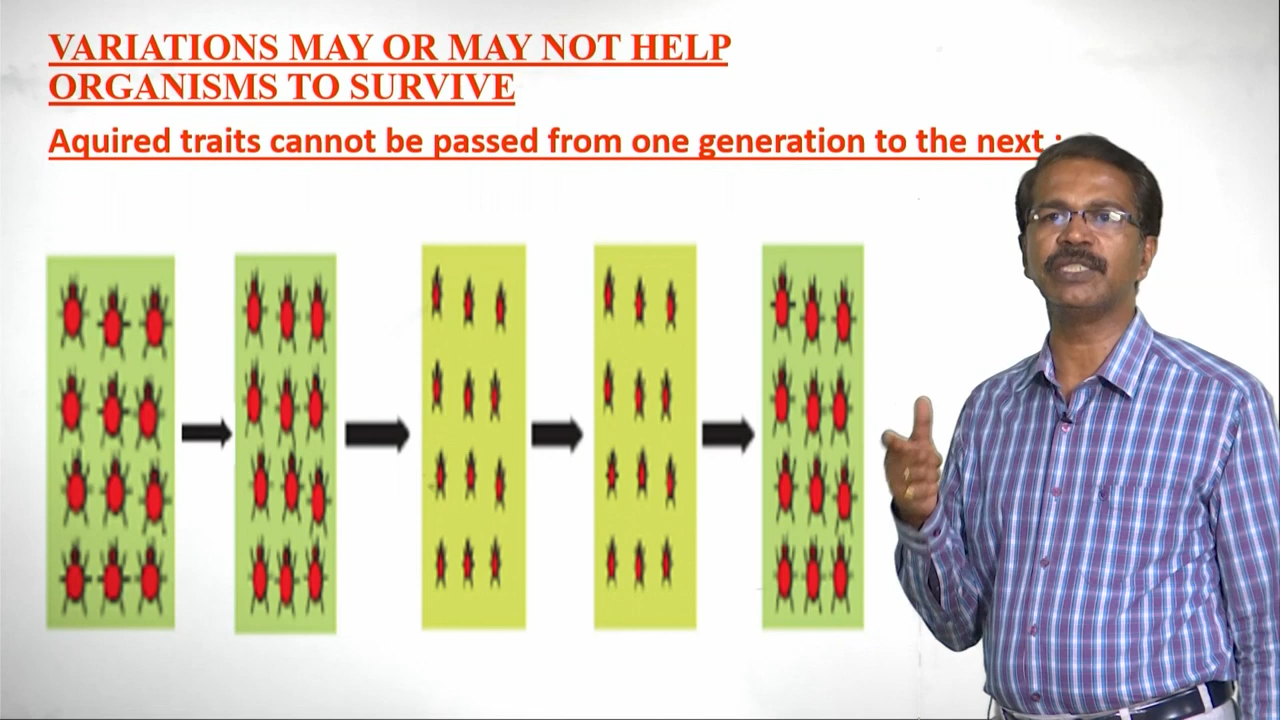 VARIATIONS MAY OR MAY NOT HELP
ORGANISMS TO SURVIVE
Aquired traits cannot be passed from one generation to the next :